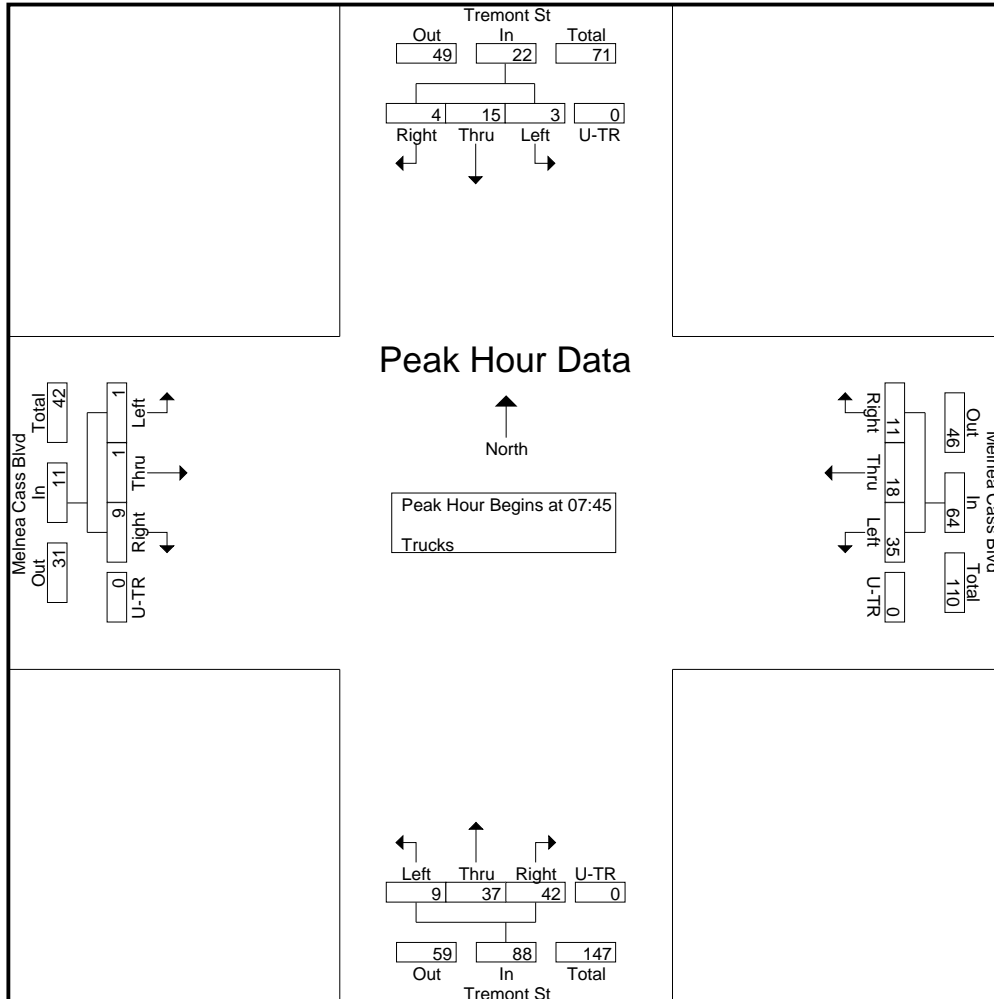 Tremont St
Out In Total
49 22 71
4 15 3 0
Right Thru Left U-TR
Peak Hour Data
North
Peak Hour Begins at 07:45
Trucks
Melnea Cass Blvd
Total In Out
42 11 31
1 1 9 0
Left Thru Right U-TR
Right Thru Left U-TR
11 18 35 0
Out In Total
46 64 110
Melnea Cass Blvd
Left Thru Right U-TR
9 37 42 0
59 88 147
Out In Total
Tremont St